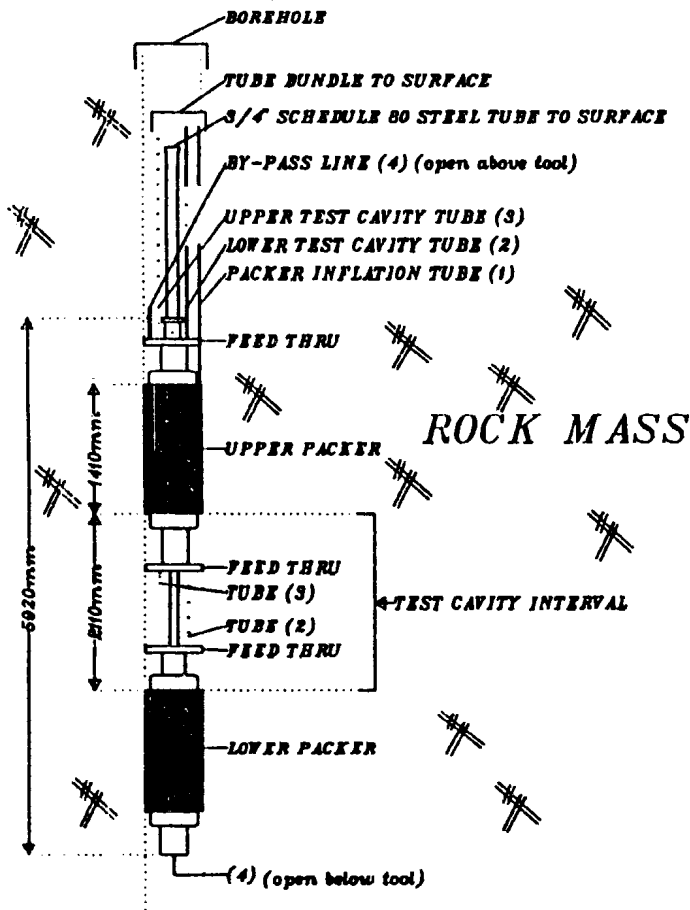 BOREHOLE
TUBE BUNDLE TO SURFACE
3/4" SCHEDULE 80 STEEL TUBE TO SURFACE
BY-PASS LINE (4) (open above tool)
UPPER TEST CAVITY TUBE (3)
LOWER TEST CAVITY TUBE (2)
PACKER INFLATION TUBE (1)
FEED THRU
ROCK MASS
UPPER PACKER
1410mm
FEED THRU
TUBE (3)
5920mm
2110mm
TEST CAVITY INTERVAL
TUBE (2)
FEED THRU
LOWER PACKER
(4) (open below tool)